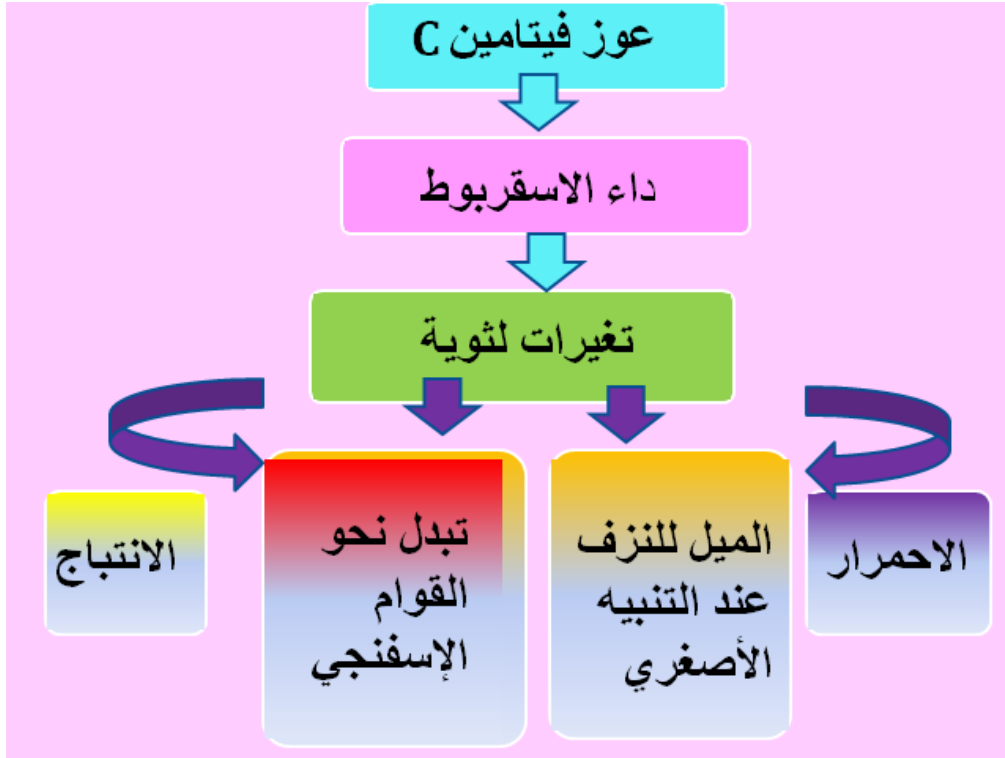 عوز فيتامين C
داء الاسقربوط
تغيرات لثوية
الاحمرار
الميل للنزف
عند التنبيه
الأصغري
تبدل نحو
القوام
الإسفنجي
الانتباج